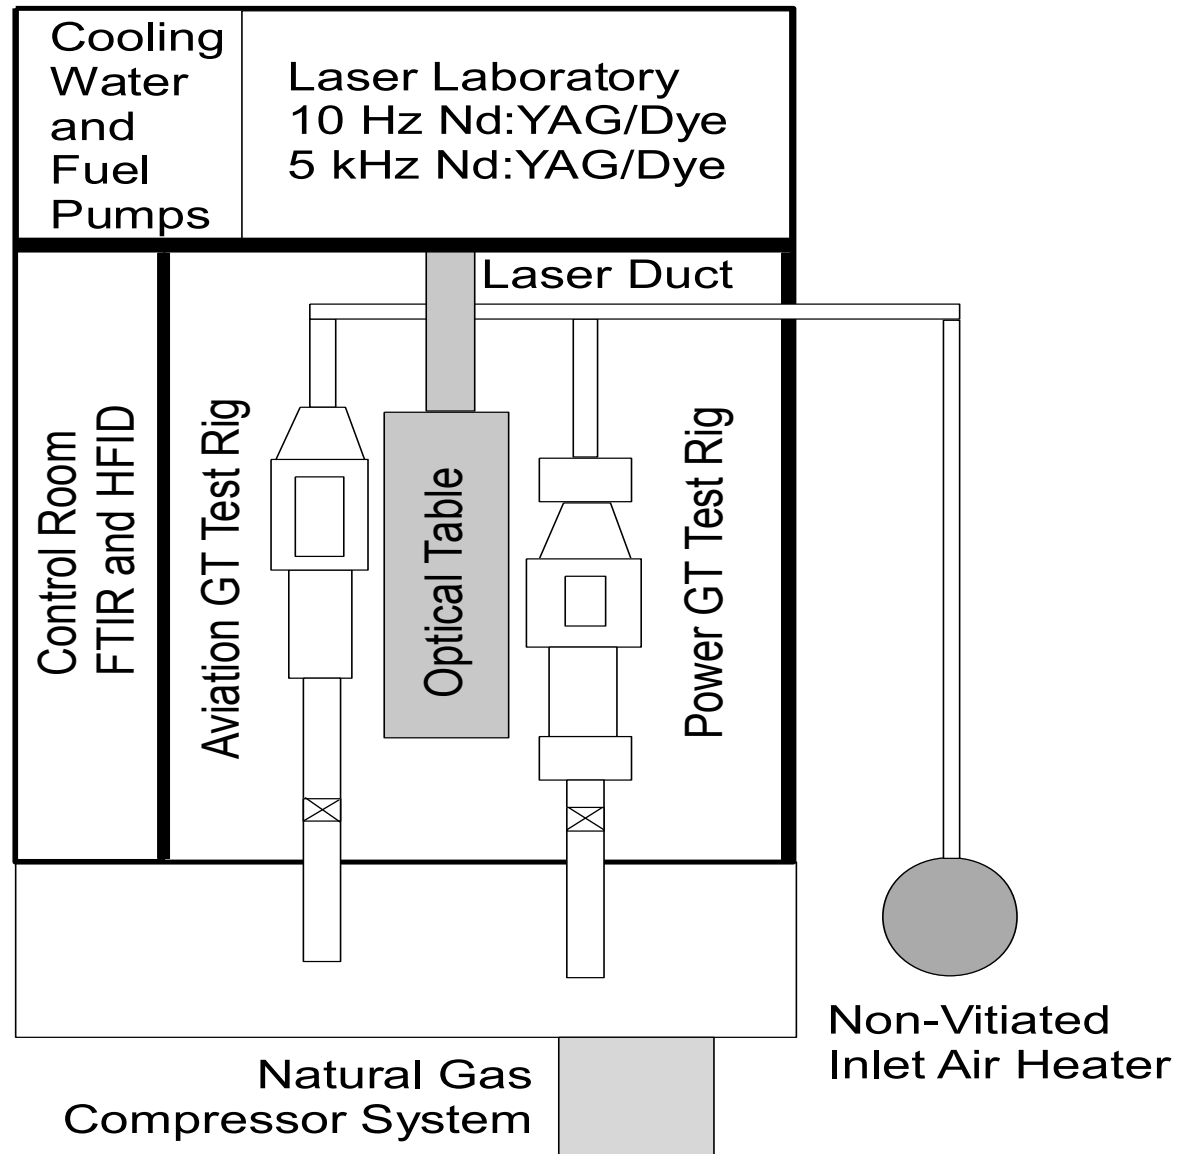 Cooling
Water
and
Fuel
Pumps
Laser Laboratory
10 Hz Nd:YAG/Dye
5 kHz Nd:YAG/Dye
Laser Duct
Control Room
FTIR and HFID
Aviation GT Test Rig
Optical Table
Power GT Test Rig
Non-Vitiated
Inlet Air Heater
Natural Gas
Compressor System